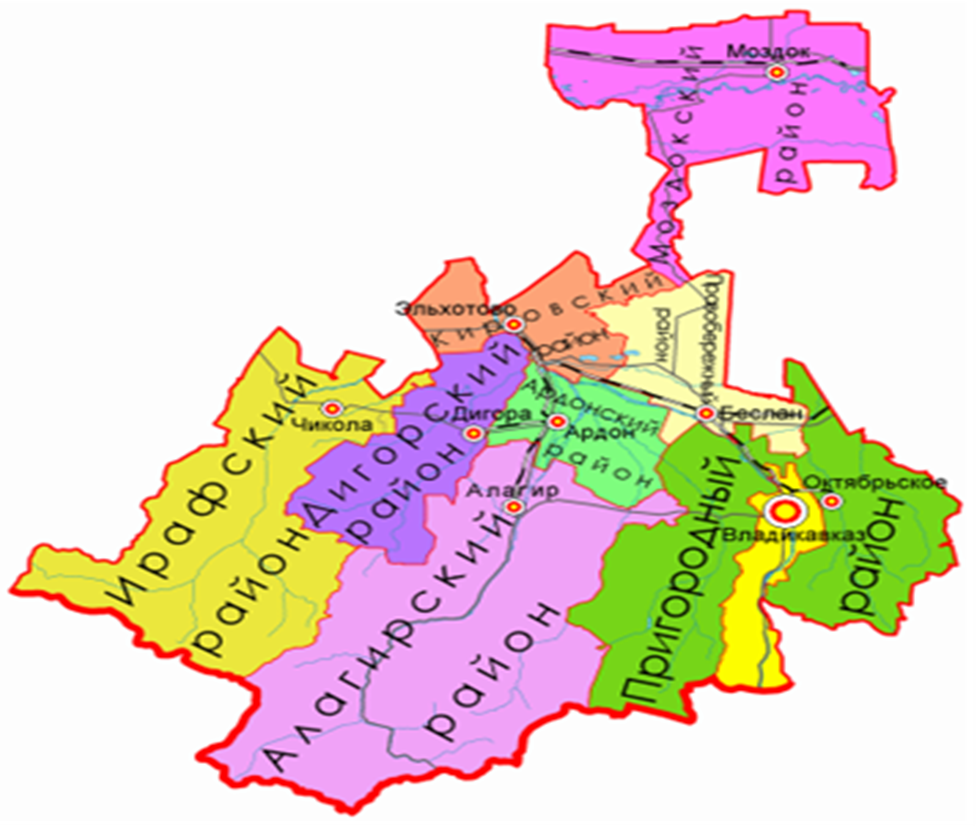 Моздок
Моздокский
район
Эльхотово
Кировский
район
Правобережный
район
Беслан
Ирафский
район
Чикола
Дигорский
район
Дигора
Ардонский
район
Ардон
Алагир
Алагирский
район
Пригородный
район
Октябрьское
Владикавказ